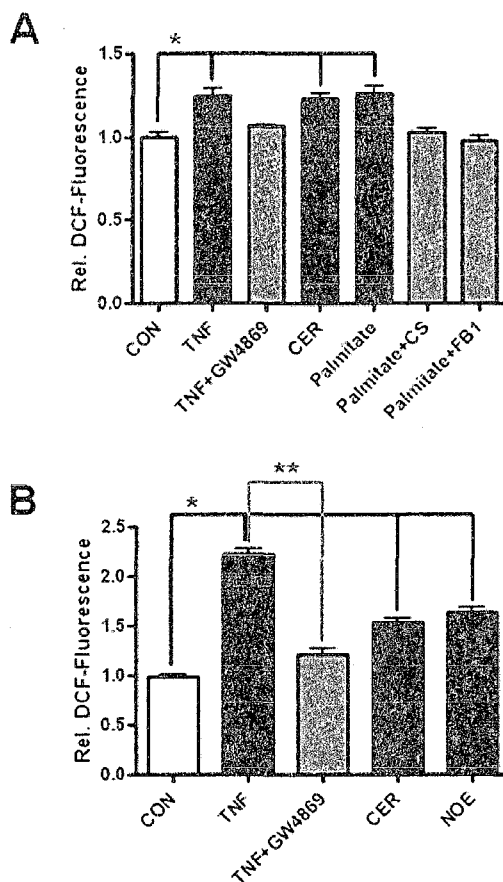 A
*
1.5
1.0
0.5
0.0
Rel. DCF-Fluorescence
CON
TNF
TNF+GW4869
CER
Palmitate
Palmitate+CS
Palmitate+FB1
B
**
*
2.5
2.0
1.5
1.0
0.5
0.0
Rel. DCF-Fluorescence
CON
TNF
TNF+GW4869
CER
NOE